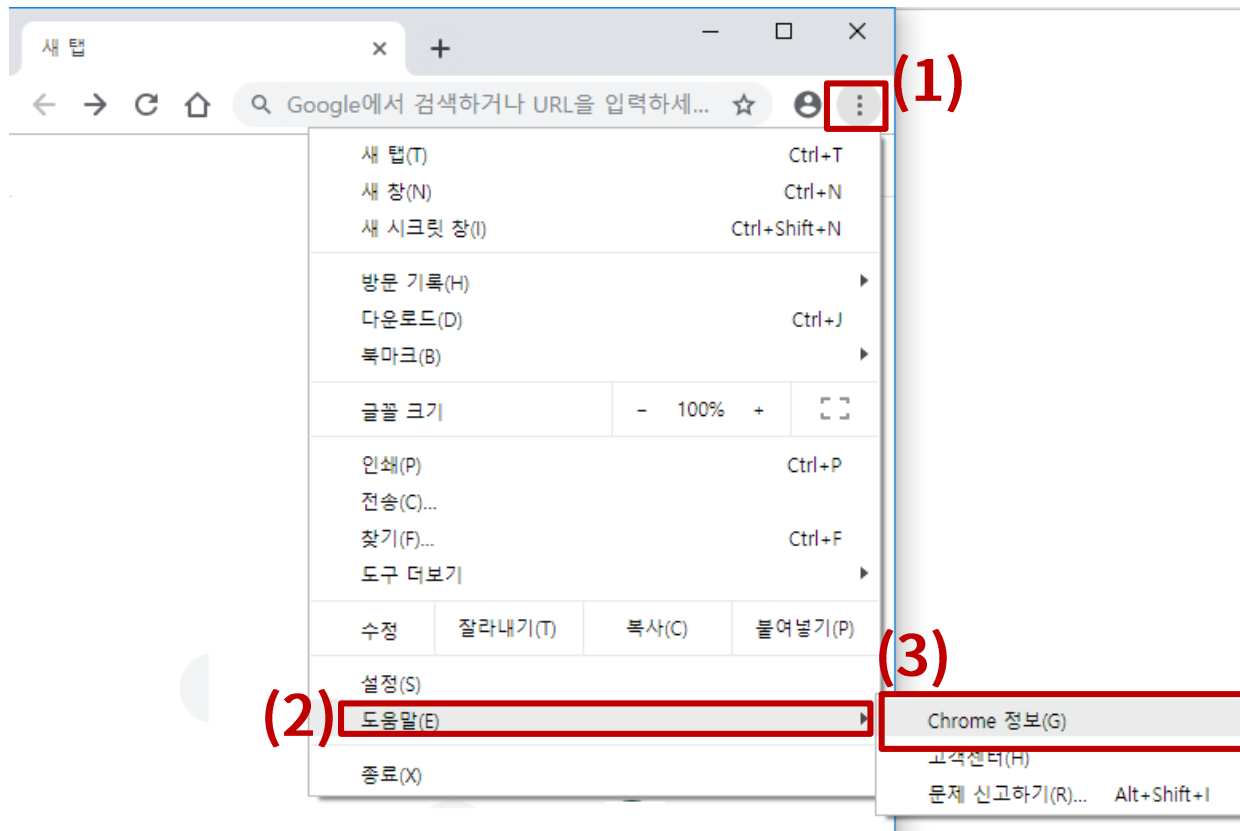 새 탭
(1)
Google에서 검색하거나 URL을 입력하세...
새 탭(T) Ctrl+T
새 창(N) Ctrl+N
새 시크릿 창(I) Ctrl+Shift+N
방문 기록(H)
다운로드(D) Ctrl+J
북마크(B)
글꼴 크기 - 100% +
인쇄(P) Ctrl+P
전송(C)...
찾기(F)... Ctrl+F
도구 더보기
수정 잘라내기(T) 복사(C) 붙여넣기(P)
설정(S)
(2) 도움말(E)
종료(X)
(3)
Chrome 정보(G)
고객센터(H)
문제 신고하기(R)... Alt+Shift+I